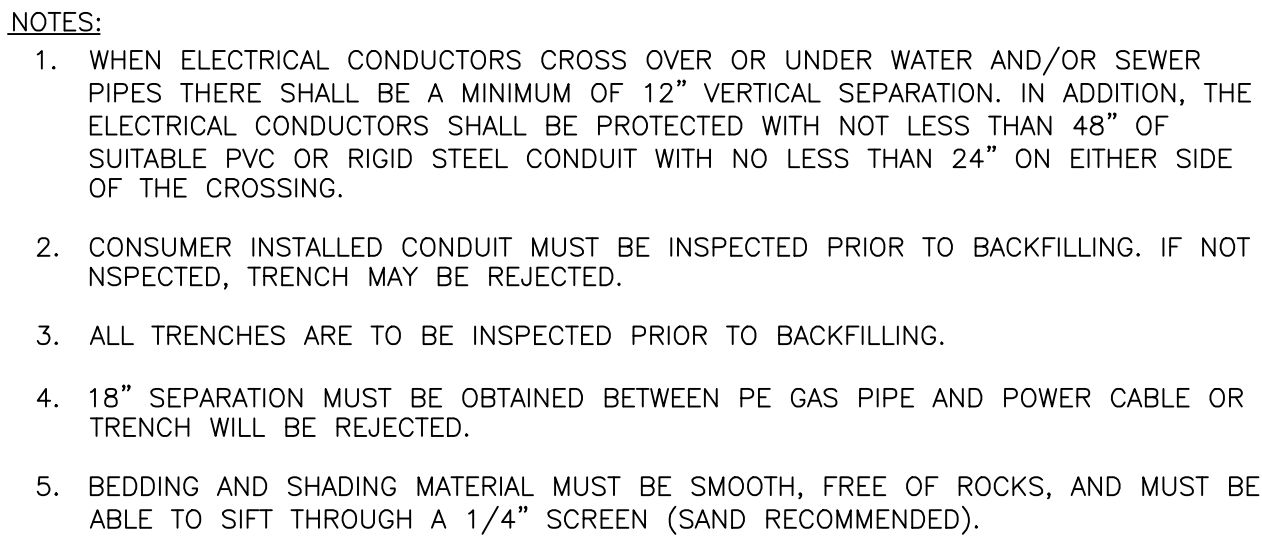 NOTES:
1. WHEN ELECTRICAL CONDUCTORS CROSS OVER OR UNDER WATER AND/OR SEWER
PIPES THERE SHALL BE A MINIMUM OF 12” VERTICAL SEPARATION. IN ADDITION, THE
ELECTRICAL CONDUCTORS SHALL BE PROTECTED WITH NOT LESS THAN 48” OF
SUITABLE PVC OR RIGID STEEL CONDUIT WITH NO LESS THAN 24” ON EITHER SIDE
OF THE CROSSING.
2. CONSUMER INSTALLED CONDUIT MUST BE INSPECTED PRIOR TO BACKFILLING. IF NOT
NSPECTED, TRENCH MAY BE REJECTED.
3. ALL TRENCHES ARE TO BE INSPECTED PRIOR TO BACKFILLING.
4. 18” SEPARATION MUST BE OBTAINED BETWEEN PE GAS PIPE AND POWER CABLE OR
TRENCH WILL BE REJECTED.
5. BEDDING AND SHADING MATERIAL MUST BE SMOOTH, FREE OF ROCKS, AND MUST BE
ABLE TO SIFT THROUGH A 1/4” SCREEN (SAND RECOMMENDED).